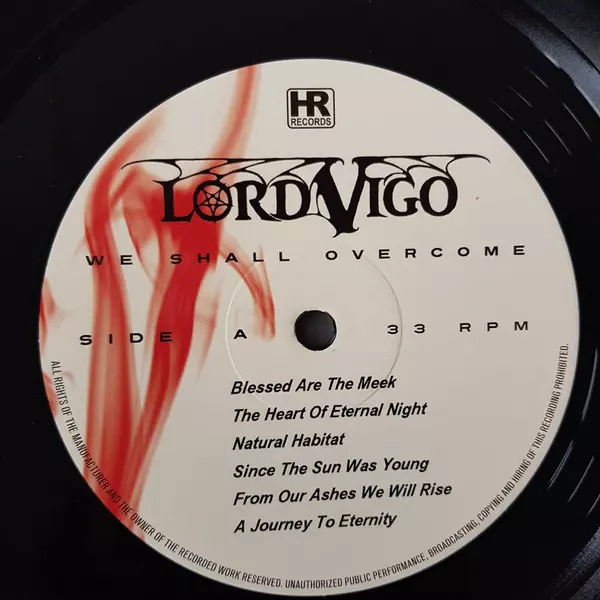 HR
RECORDS
LORD VIGO
WE SHALL OVERCOME
SIDE A 33 RPM
Blessed Are The Meek
The Heart Of Eternal Night
Natural Habitat
Since The Sun Was Young
From Our Ashes We Will Rise
A Journey To Eternity
ALL RIGHTS OF THE MANUFACTURER AND THE OWNER OF THE RECORDED WORK RESERVED. UNAUTHORIZED PUBLIC PERFORMANCE, BROADCASTING, COPYING AND HIRING OF THIS RECORDING PROHIBITED.